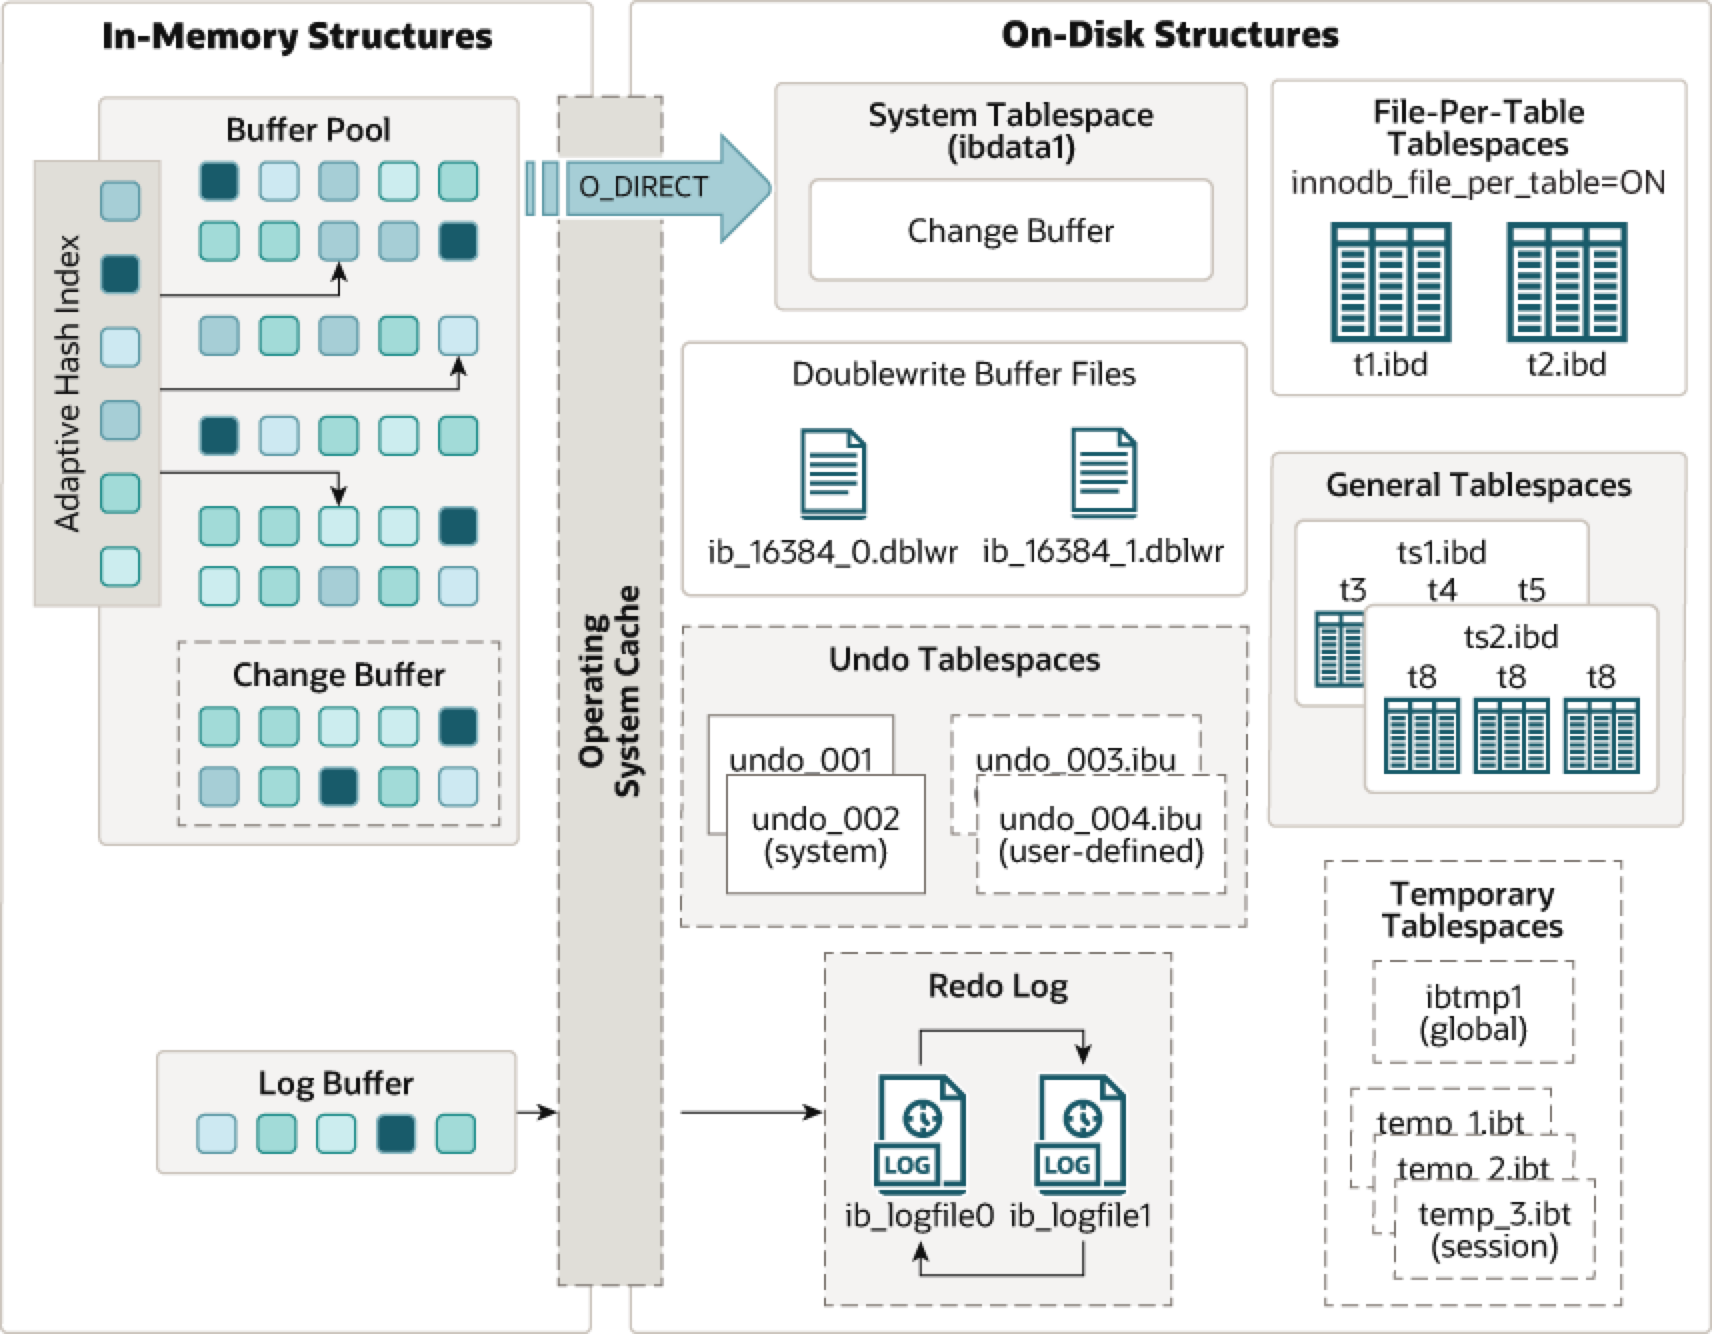 In-Memory Structures
Buffer Pool
Adaptive Hash Index
Change Buffer
Log Buffer
Operating
System Cache
O_DIRECT
On-Disk Structures
System Tablespace
(ibdata1)
Change Buffer
Doublewrite Buffer Files
ib_16384_0.dblwr
ib_16384_1.dblwr
Undo Tablespaces
undo_001
undo_002
(system)
undo_003.ibu
undo_004.ibu
(user-defined)
Redo Log
LOG
LOG
ib_logfile0
ib_logfile1
File-Per-Table
Tablespaces
innodb_file_per_table=ON
t1.ibd
t2.ibd
General Tablespaces
ts1.ibd
t3 t4 t5
ts2.ibd
t8 t8 t8
Temporary
Tablespaces
ibtmp1
(global)
temp_1.ibt
temp_2.ibt
temp_3.ibt
(session)